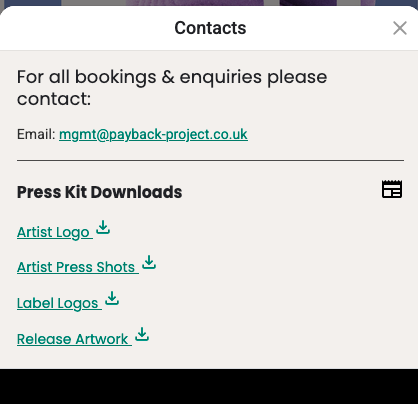 Contacts
For all bookings & enquiries please
contact:
Email: mgmt@payback-project.co.uk
Press Kit Downloads
Artist Logo
Artist Press Shots
Label Logos
Release Artwork